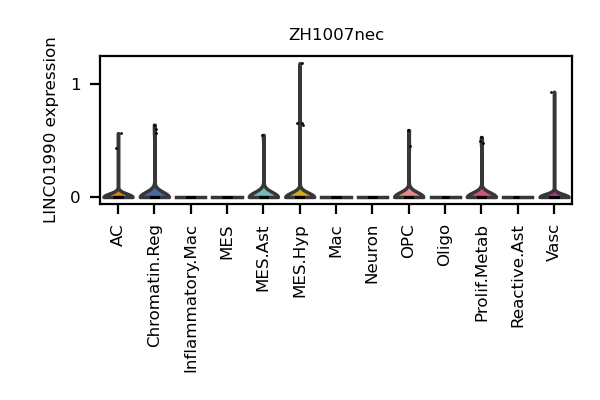 ZH1007nec
LINC01990 expression
1
0
AC
Chromatin.Reg
Inflammatory.Mac
MES
MES.Ast
MES.Hyp
Mac
Neuron
OPC
Oligo
Prolif.Metab
Reactive.Ast
Vasc